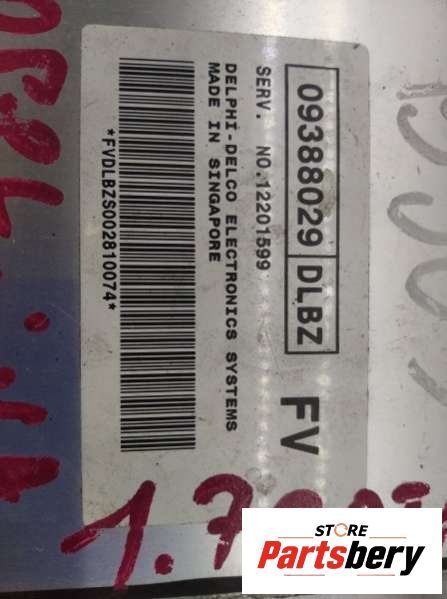 09388029 DLBZ FV
SERV. NO.12201599
DELPHI-DELCO ELECTRONICS SYSTEMS
MADE IN SINGAPORE
*FVDLBZS002810074*
STORE
Partsbery